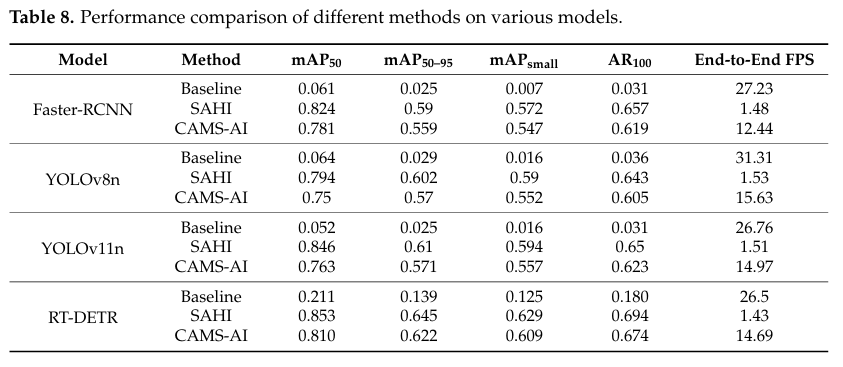 Table 8. Performance comparison of different methods on various models.
Model Method mAP50 mAP50–95 mAPsmall AR100 End-to-End FPS
Baseline 0.061 0.025 0.007 0.031 27.23
Faster-RCNN SAHI 0.824 0.59 0.572 0.657 1.48
CAMS-AI 0.781 0.559 0.547 0.619 12.44
Baseline 0.064 0.029 0.016 0.036 31.31
YOLOv8n SAHI 0.794 0.602 0.59 0.643 1.53
CAMS-AI 0.75 0.57 0.552 0.605 15.63
Baseline 0.052 0.025 0.016 0.031 26.76
YOLOv11n SAHI 0.846 0.61 0.594 0.65 1.51
CAMS-AI 0.763 0.571 0.557 0.623 14.97
Baseline 0.211 0.139 0.125 0.180 26.5
RT-DETR SAHI 0.853 0.645 0.629 0.694 1.43
CAMS-AI 0.810 0.622 0.609 0.674 14.69